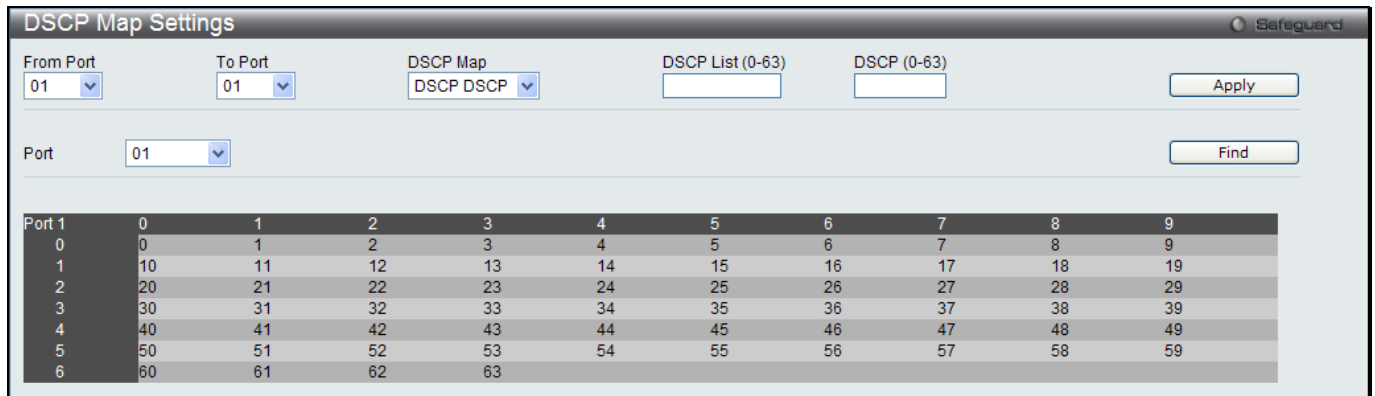 DSCP Map Settings Safeguard
From Port To Port DSCP Map DSCP List (0-63) DSCP (0-63)
01 01 DSCP DSCP Apply
Port 01 Find
Port 1 0 1 2 3 4 5 6 7 8 9
0 0 1 2 3 4 5 6 7 8 9
1 10 11 12 13 14 15 16 17 18 19
2 20 21 22 23 24 25 26 27 28 29
3 30 31 32 33 34 35 36 37 38 39
4 40 41 42 43 44 45 46 47 48 49
5 50 51 52 53 54 55 56 57 58 59
6 60 61 62 63